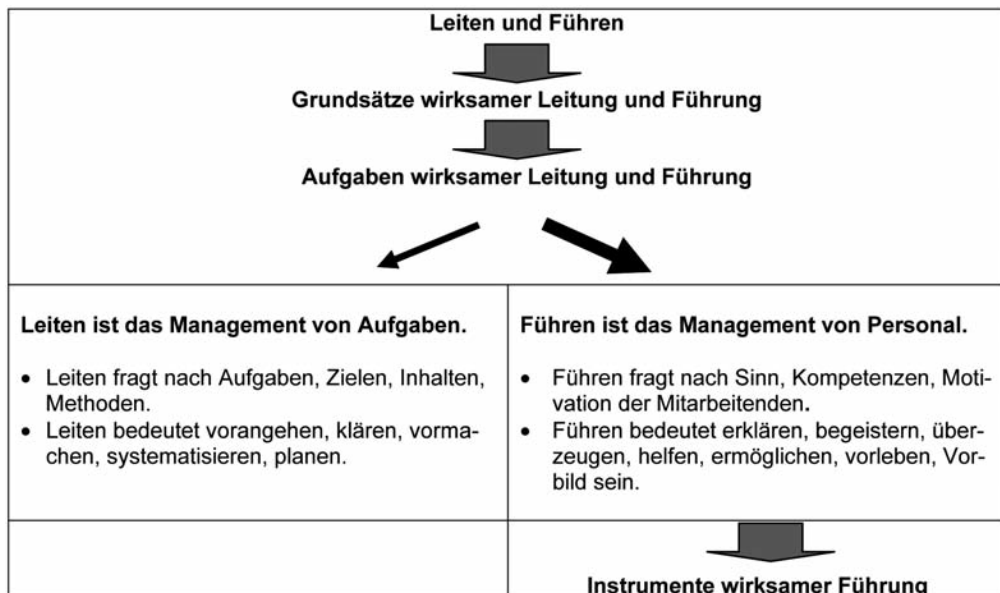 Leiten und Führen
Grundsätze wirksamer Leitung und Führung
Aufgaben wirksamer Leitung und Führung
Leiten ist das Management von Aufgaben.
• Leiten fragt nach Aufgaben, Zielen, Inhalten,
Methoden.
• Leiten bedeutet vorangehen, klären, vorma-
chen, systematisieren, planen.
Führen ist das Management von Personal.
• Führen fragt nach Sinn, Kompetenzen, Moti-
vation der Mitarbeitenden.
• Führen bedeutet erklären, begeistern, über-
zeugen, helfen, ermöglichen, vorleben, Vor-
bild sein.
Instrumente wirksamer Führung